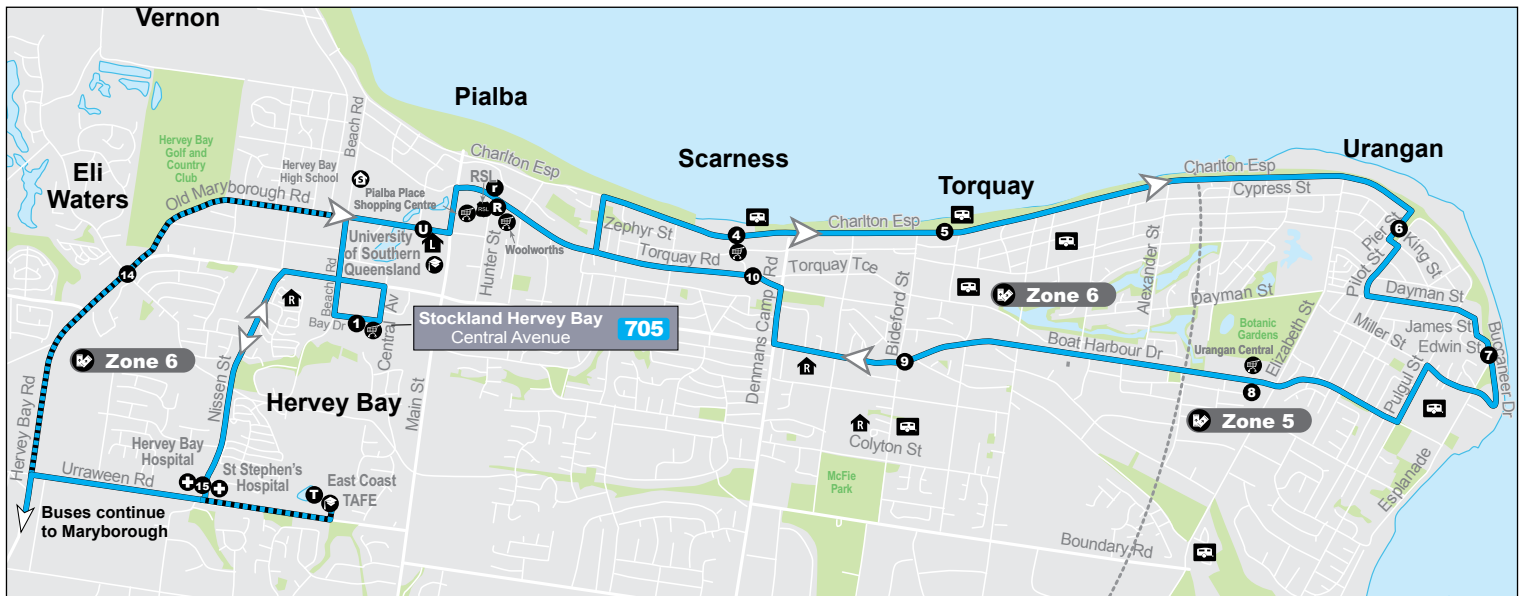 Vernon
Pialba
Scarness
Torquay
Urangan
Eli
Waters
Hervey Bay
Hervey Bay
Golf and
Country
Club
Beach Rd
Hervey Bay
High School
S
Old Maryborough Rd
Pialba Place
Shopping Centre
Charlton Esp
RSL
r
RSL
R
Woolworths
Hunter St
U
L
University
of Southern
Queensland
Zephyr St
Torquay Rd
4
Charlton Esp
5
Charlton Esp
Cypress St
6
Pier St
King St
Pilot St
Dayman St
James St
Edwin St
7
Buccaneer Dr
Miller St
Pulgul St
Esplanade
Alexander St
Dayman St
Botanic
Gardens
Urangan Central
Elizabeth St
8
Zone 6
Zone 5
Boat Harbour Dr
Bideford St
9
Torquay Tce
10
Denmans Camp Rd
R
R
Colyton St
McFie
Park
Boundary Rd
14
Zone 6
Hervey Bay Rd
Nissen St
R
Beach Rd
Bay Dr
1
Central Av
Main St
Stockland Hervey Bay
Central Avenue
705
Hervey Bay
Hospital
15
St Stephen's
Hospital
East Coast
TAFE
T
Urraween Rd
Buses continue
to Maryborough